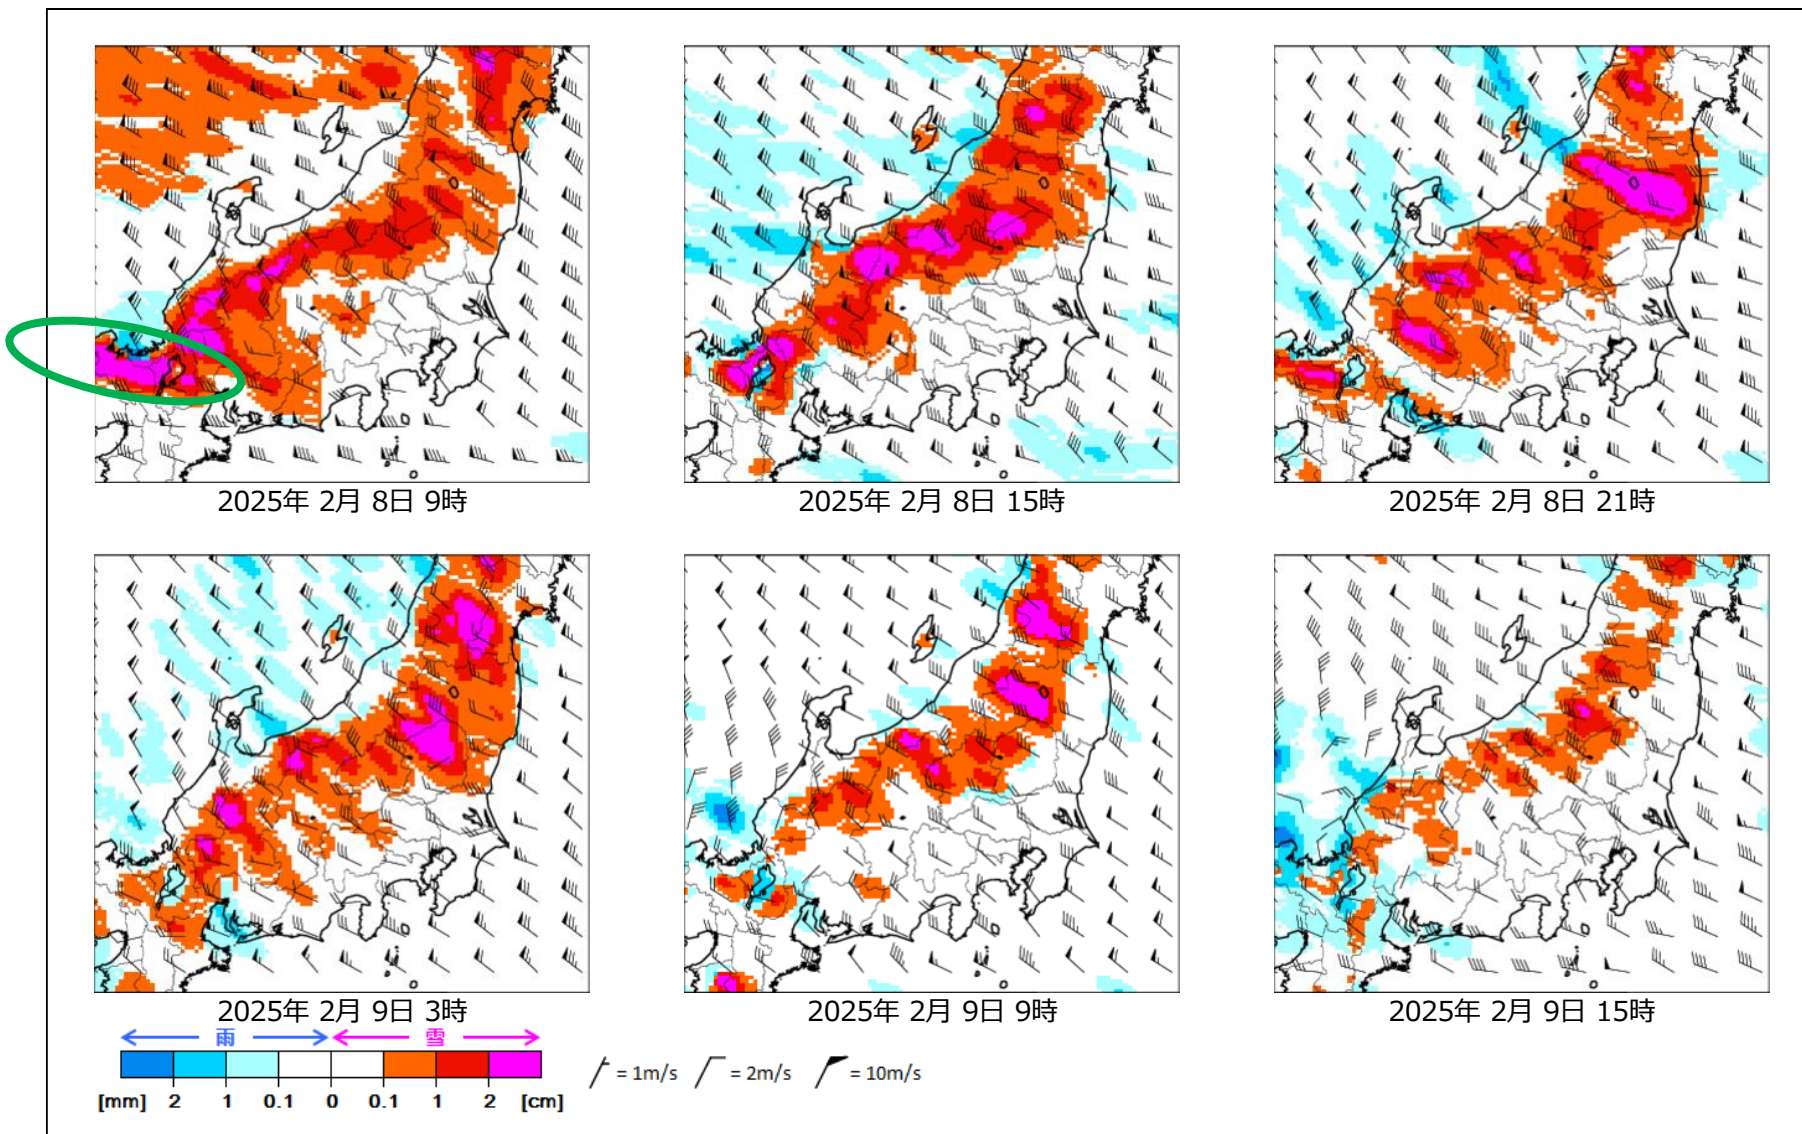 2025年 2月 8日 9時
2025年 2月 8日 15時
2025年 2月 8日 21時
2025年 2月 9日 3時
2025年 2月 9日 9時
2025年 2月 9日 15時
雨 雪
[mm] 2 1 0.1 0 0.1 1 2 [cm]
= 1m/s = 2m/s = 10m/s